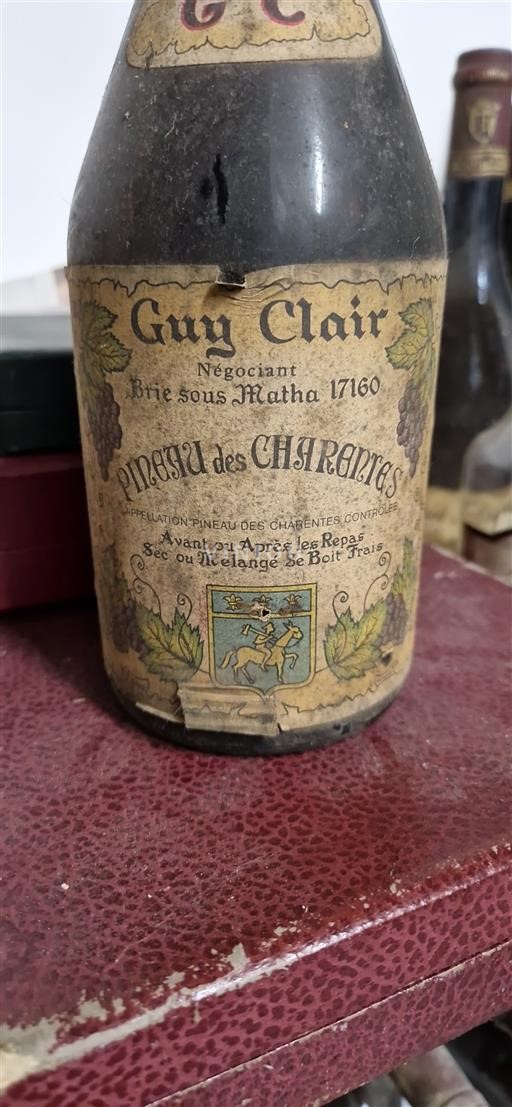 G C
Guy Clair
Négociant
Brie sous Matha 17160
PINEAU des CHARENTES
APPELLATION PINEAU DES CHARENTES CONTROLÉE
Avant ou Après les Repas
Sec ou Mélangé Se Boit Frais